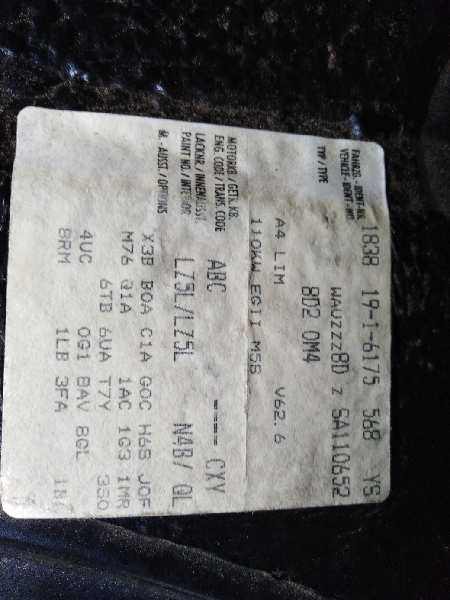 1838 19-1-6175 568 YS
FAHRZG.-IDENT-NR.
VEHICLE-IDENT-NO. WAUZZZ8D Z SA110652
TYP / TYPE 8D2 0M4
A4 LIM V62.6
110KW EGII M5S
MOTORKB. / GETR. KB.
ENG. CODE / TRANS. CODE ABC ---- CXY
LACKNR. / INNENAUSST.
PAINT NO. / INTERIOR LZ5L/LZ5L N4B/ QL
M.-AUSST. / OPTIONS
X3B B0A C1A G0C H6S J0F
M76 Q1A 1AC 1G3 1MR
6TB 6UA T7Y 3S0
4UC 0G1 8AV 8GL
8RM 1LB 3FA